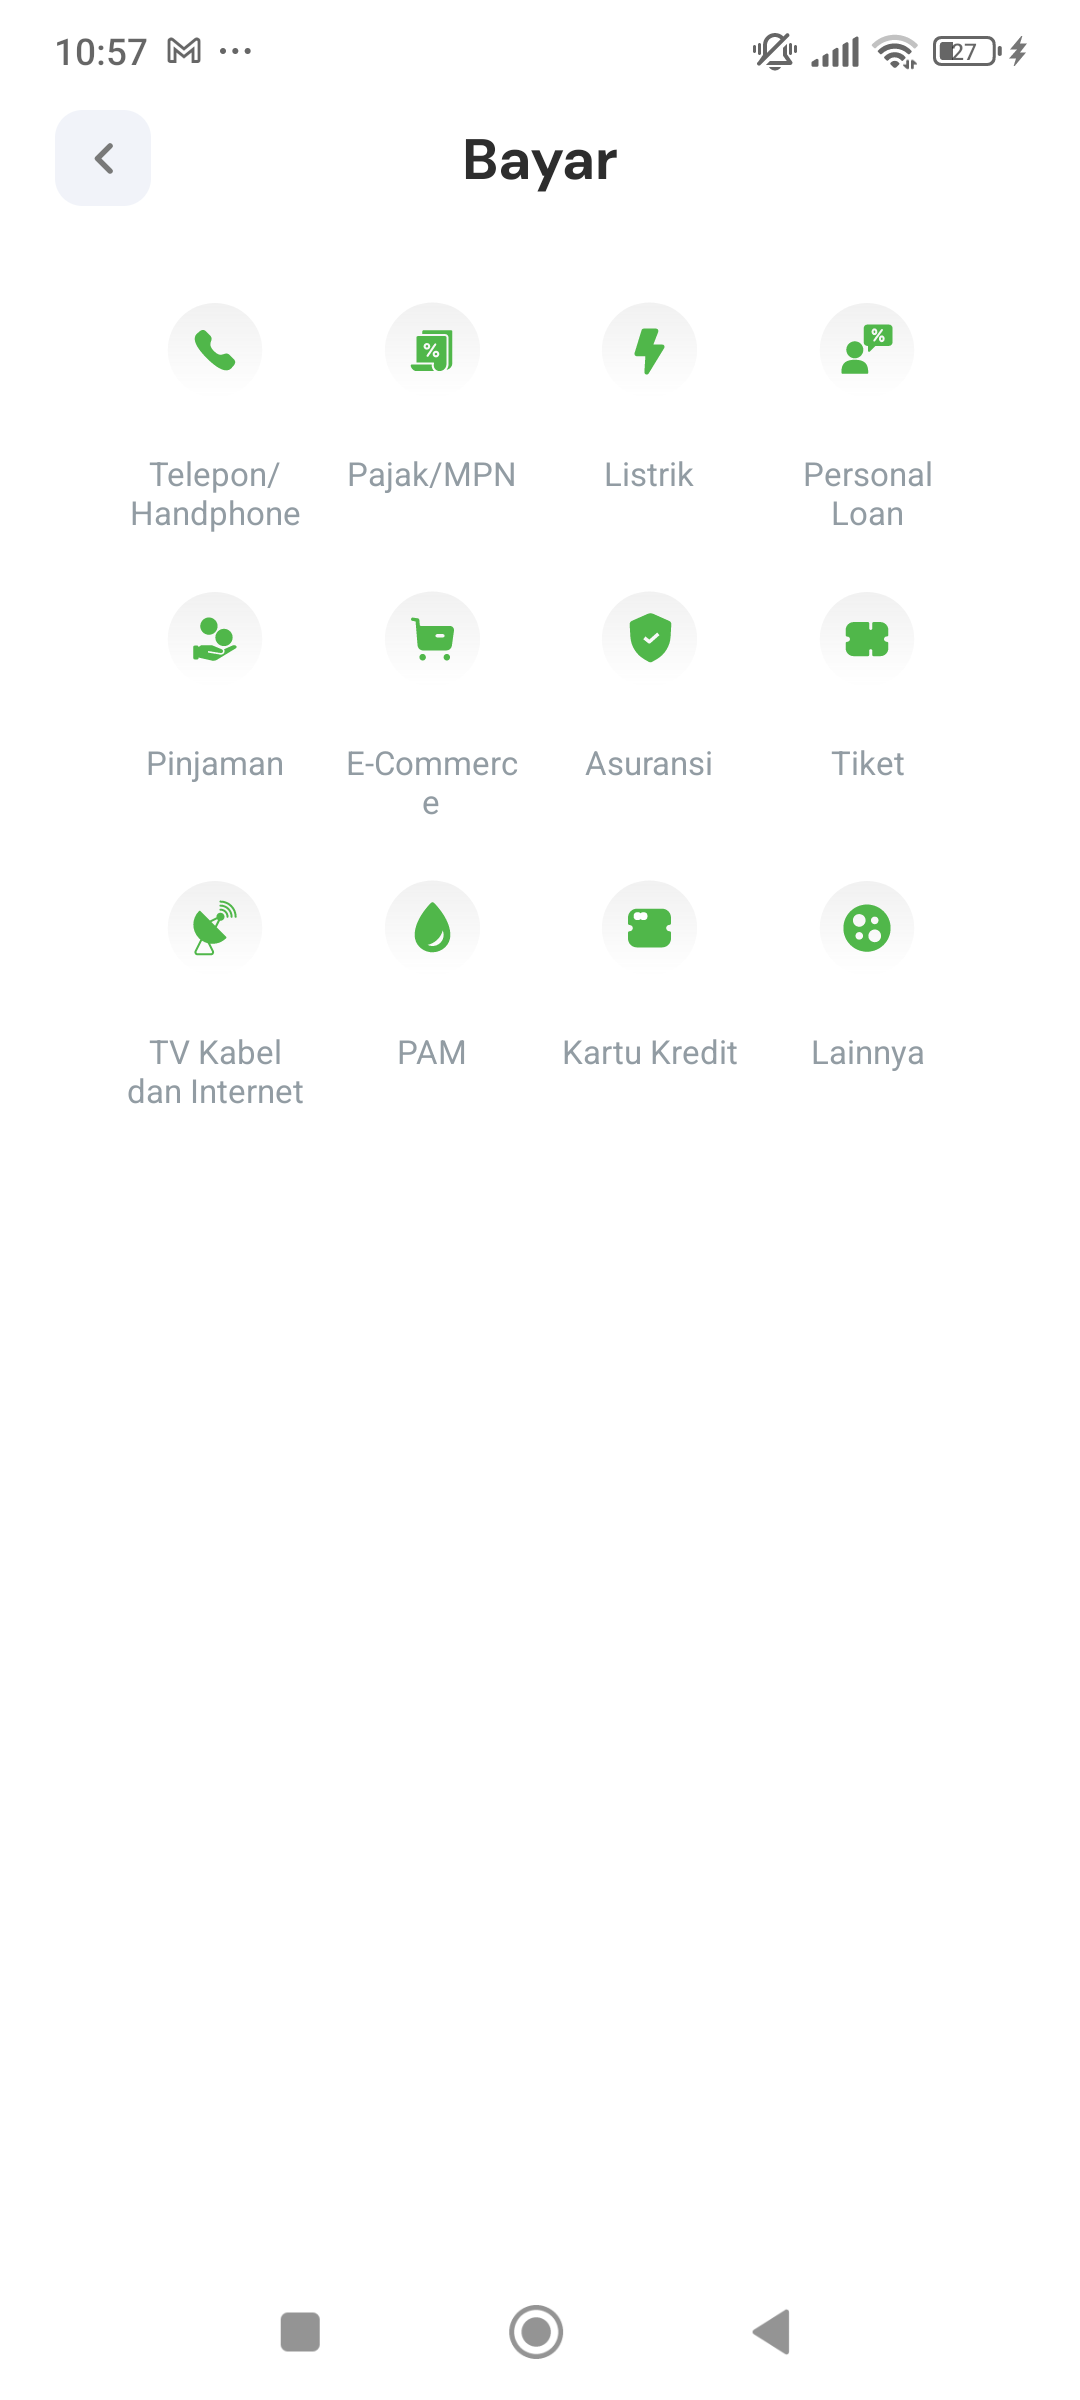 10:57
27
Bayar
%
%
Telepon/
Handphone
Pajak/MPN
Listrik
Personal
Loan
Pinjaman
E-Commerc
e
Asuransi
Tiket
TV Kabel
dan Internet
PAM
Kartu Kredit
Lainnya